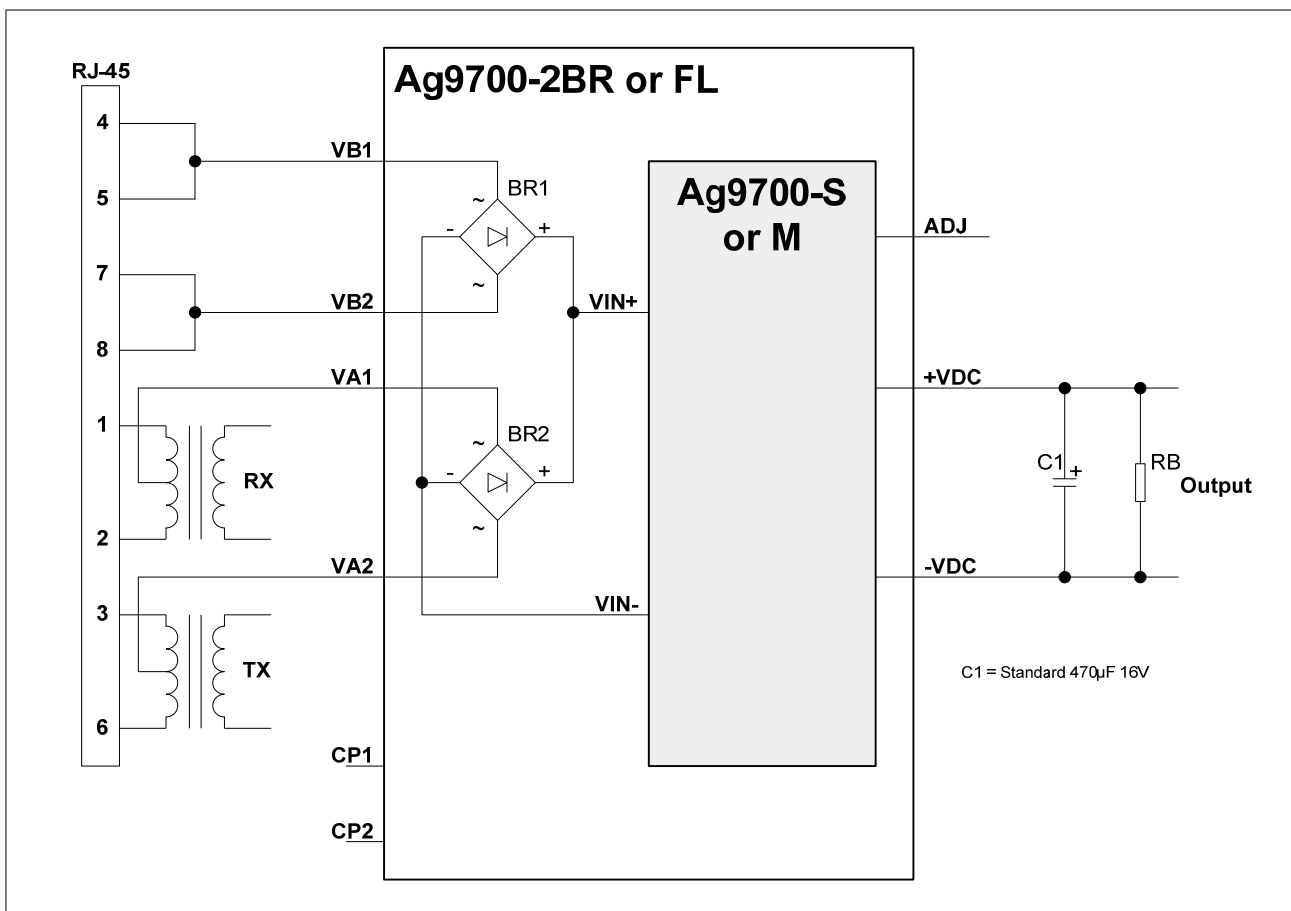 RJ-45
Ag9700-2BR or FL
4
5
7
8
1
2
3
6
VB1
VB2
VA1
VA2
RX
TX
CP1
CP2
~
BR1
-
+
~
~
BR2
-
+
~
VIN+
VIN-
Ag9700-S
or M
ADJ
+VDC
-VDC
C1
+
RB
Output
C1 = Standard 470µF 16V